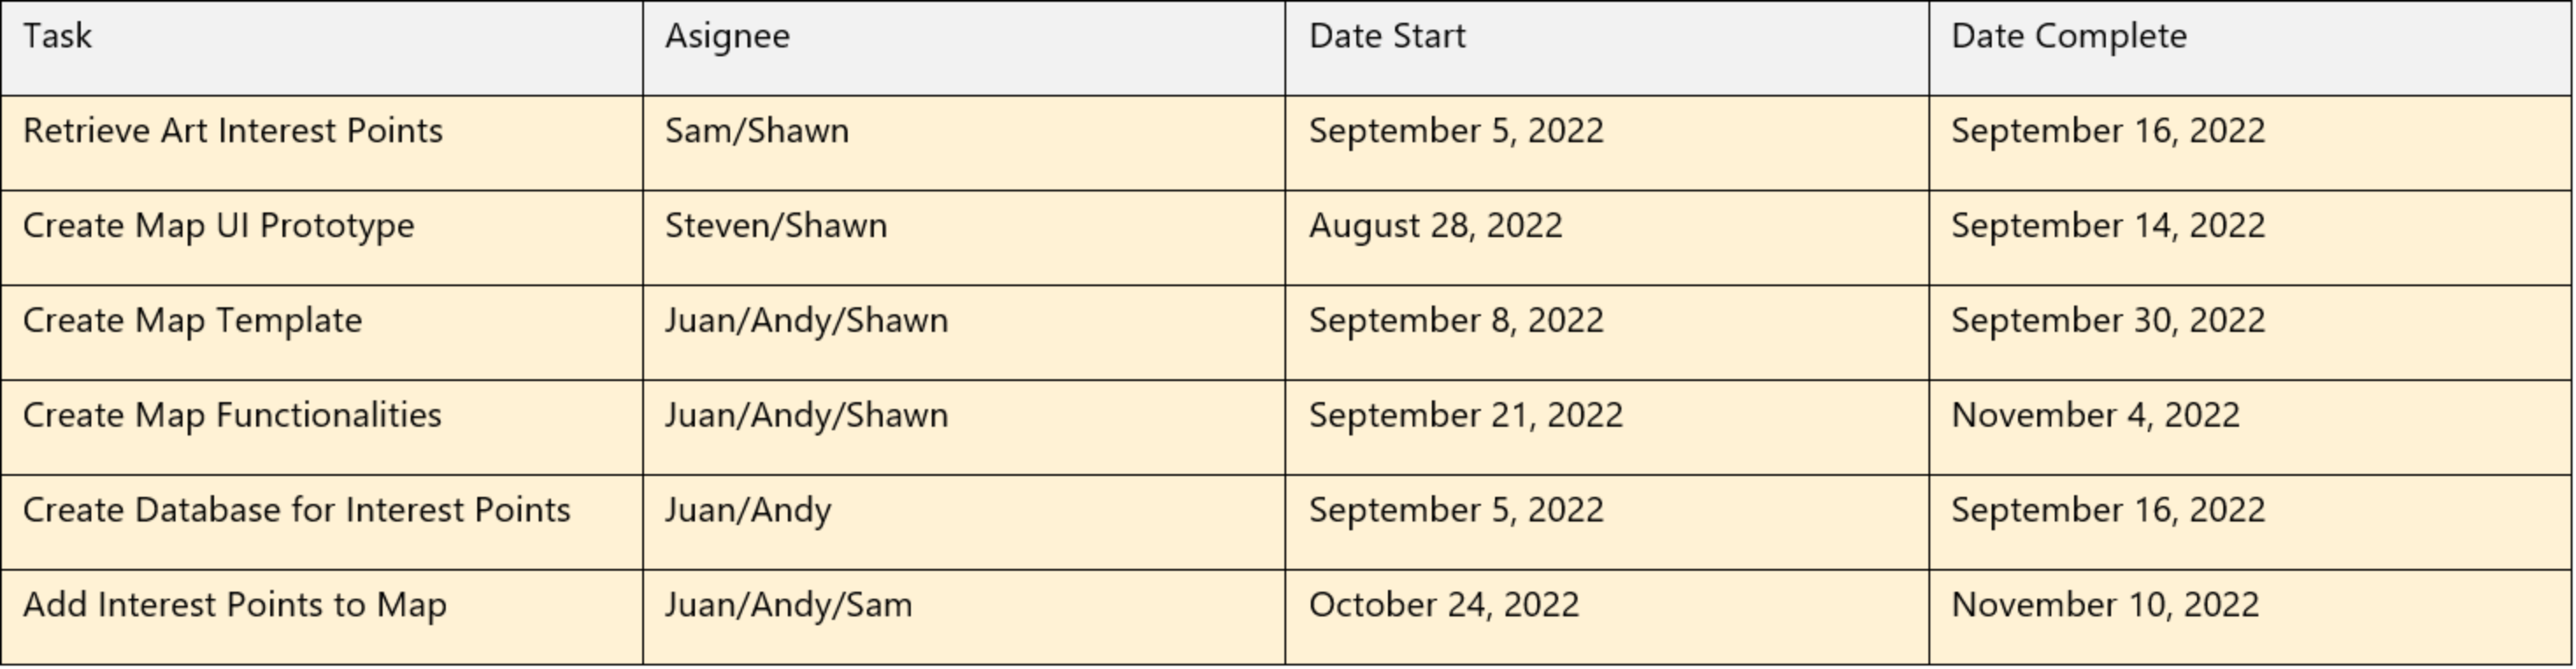 Task Asignee Date Start Date Complete
Retrieve Art Interest Points Sam/Shawn September 5, 2022 September 16, 2022
Create Map UI Prototype Steven/Shawn August 28, 2022 September 14, 2022
Create Map Template Juan/Andy/Shawn September 8, 2022 September 30, 2022
Create Map Functionalities Juan/Andy/Shawn September 21, 2022 November 4, 2022
Create Database for Interest Points Juan/Andy September 5, 2022 September 16, 2022
Add Interest Points to Map Juan/Andy/Sam October 24, 2022 November 10, 2022